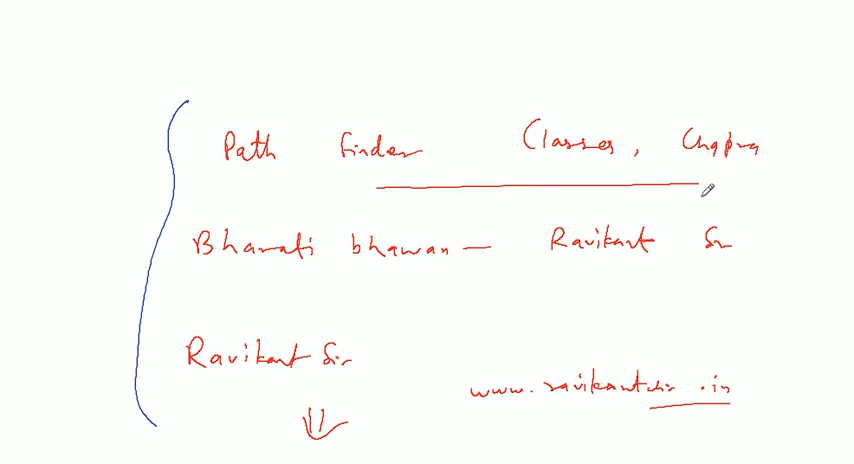 Path finder Classes, Chapra
Bharati bhawan — Ravikant Sir
Ravikant Sir
www.ravikantsir.in